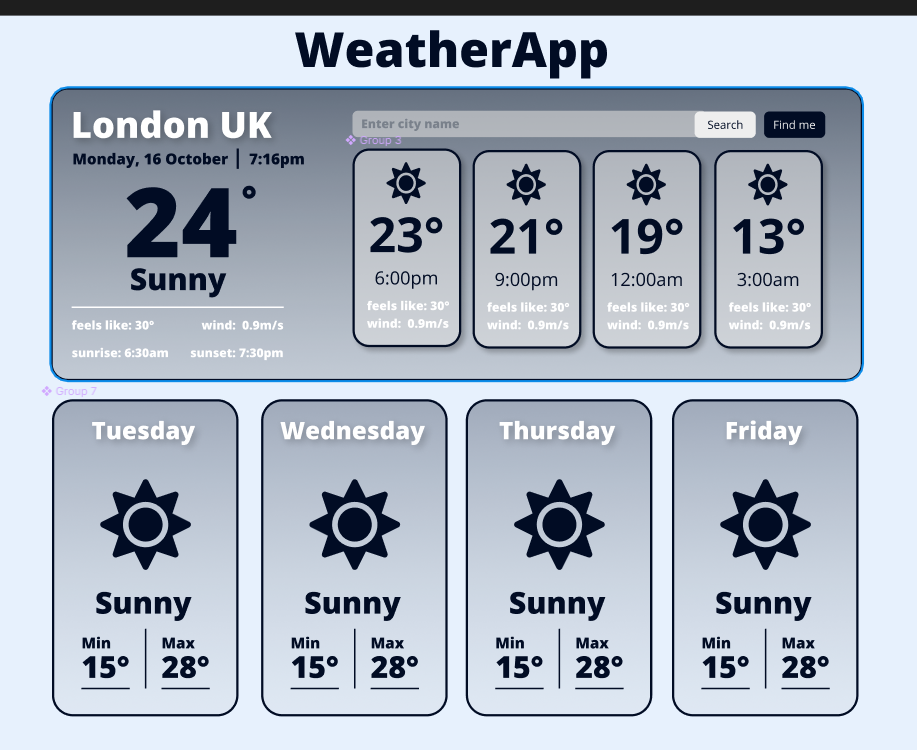 WeatherApp
London UK
Enter city name
Search
Find me
Group 3
Monday, 16 October | 7:16pm
24°
Sunny
feels like: 30° wind: 0.9m/s
sunrise: 6:30am sunset: 7:30pm
23°
6:00pm
feels like: 30°
wind: 0.9m/s
21°
9:00pm
feels like: 30°
wind: 0.9m/s
19°
12:00am
feels like: 30°
wind: 0.9m/s
13°
3:00am
feels like: 30°
wind: 0.9m/s
Group 7
Tuesday
Sunny
Min Max
15° 28°
Wednesday
Sunny
Min Max
15° 28°
Thursday
Sunny
Min Max
15° 28°
Friday
Sunny
Min Max
15° 28°